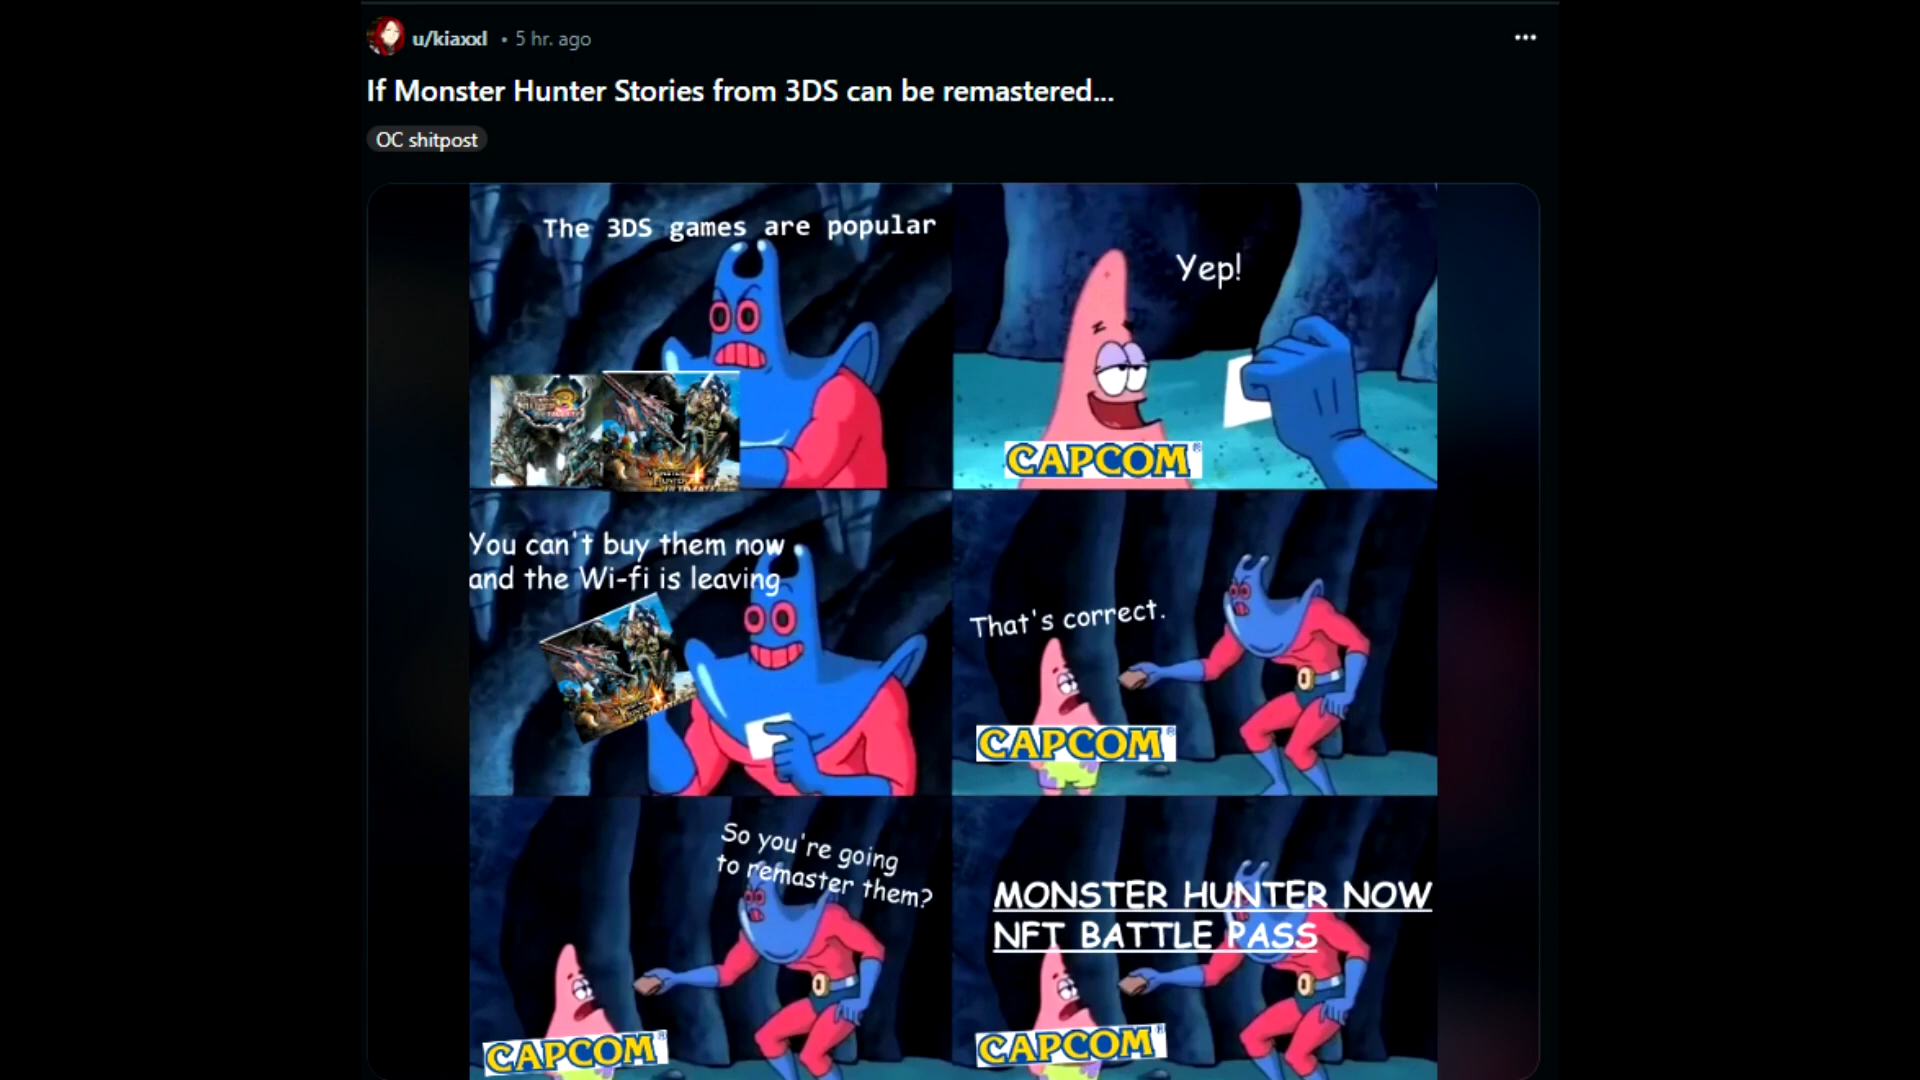 u/kiaxxl • 5 hr. ago
If Monster Hunter Stories from 3DS can be remastered...
OC shitpost
The 3DS games are popular
Yep!
CAPCOM®
You can't buy them now
and the Wi-fi is leaving
That's correct.
CAPCOM®
So you're going
to remaster them?
CAPCOM®
MONSTER HUNTER NOW
NFT BATTLE PASS
CAPCOM®